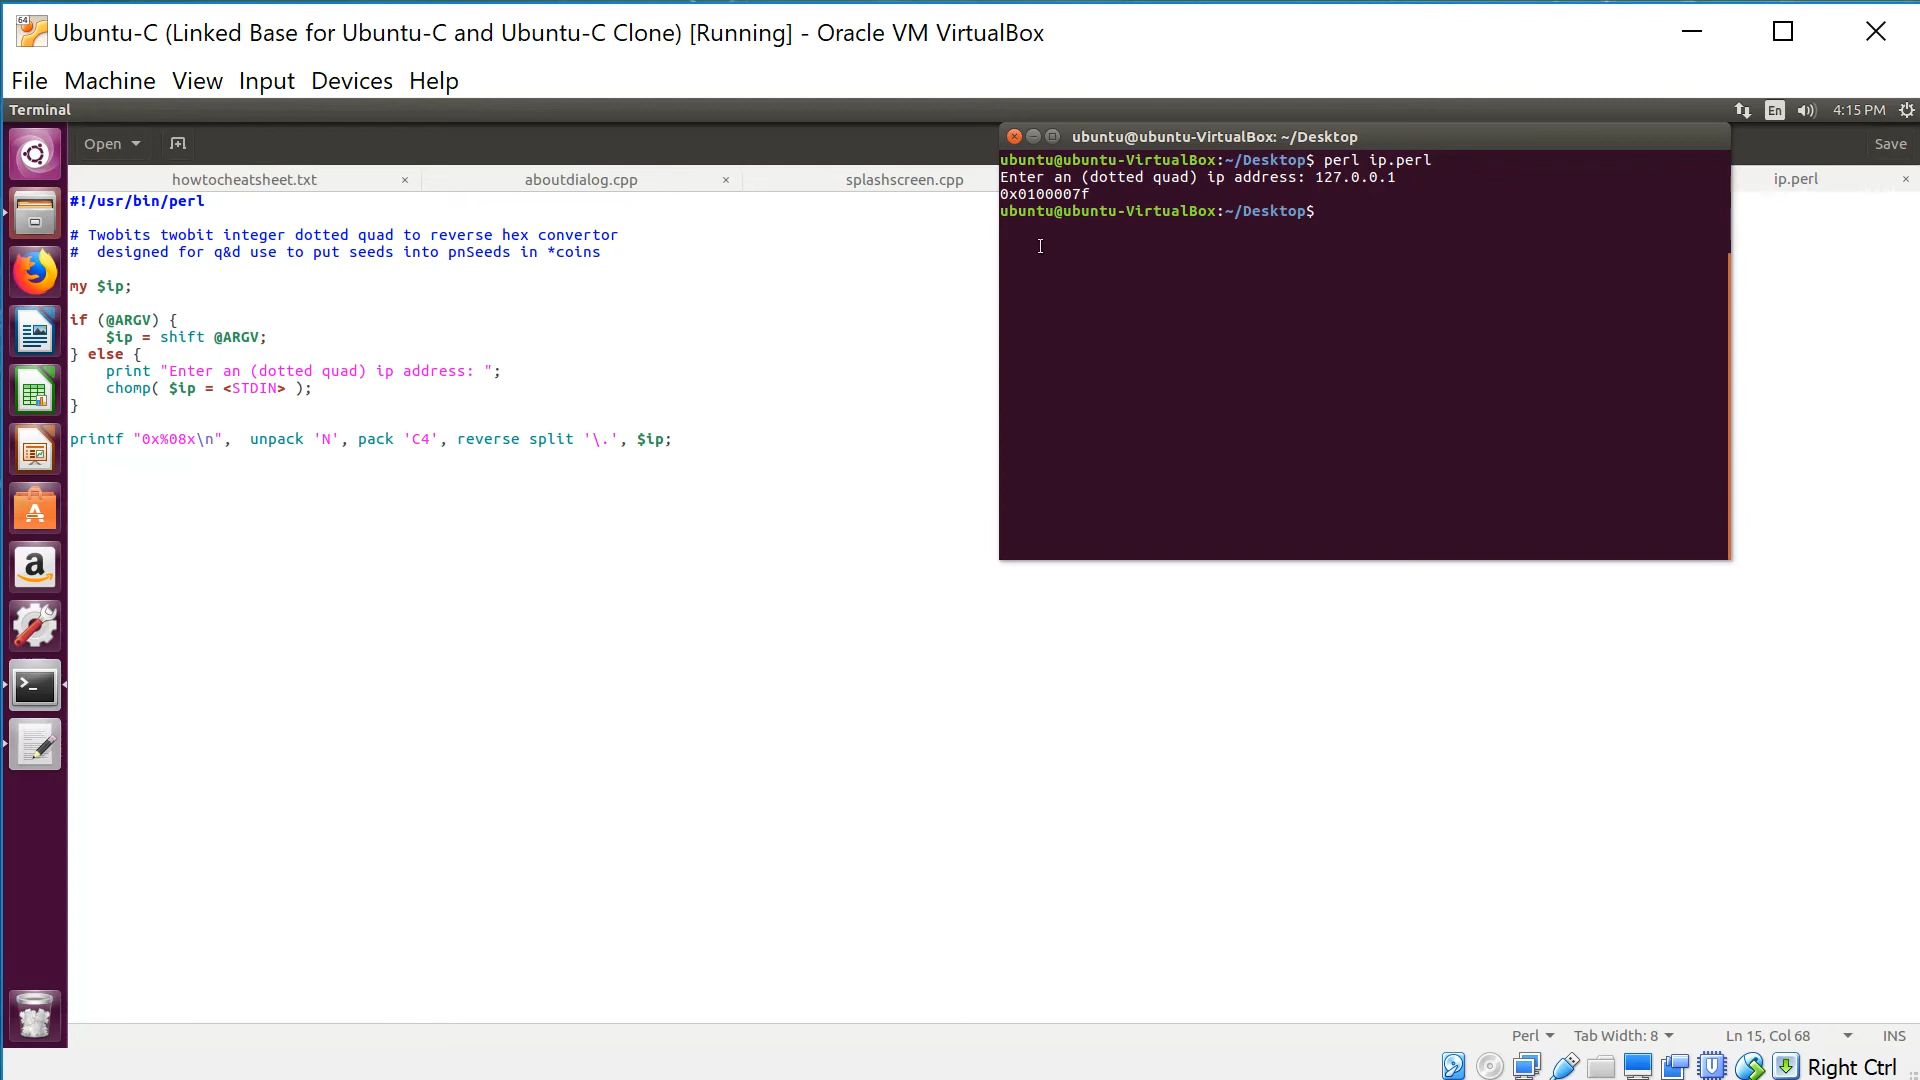 Ubuntu-C (Linked Base for Ubuntu-C and Ubuntu-C Clone) [Running] - Oracle VM VirtualBox
File Machine View Input Devices Help
Terminal
En
4:15 PM
Open
Save
howtocheatsheet.txt
aboutdialog.cpp
splashscreen.cpp
ip.perl
#!/usr/bin/perl
# Twobits twobit integer dotted quad to reverse hex convertor
#  designed for q&d use to put seeds into pnSeeds in *coins
my $ip;
if (@ARGV) {
    $ip = shift @ARGV;
} else {
    print "Enter an (dotted quad) ip address: ";
    chomp( $ip = <STDIN> );
}
printf "0x%08x\n",  unpack 'N', pack 'C4', reverse split '\.', $ip;
ubuntu@ubuntu-VirtualBox: ~/Desktop
ubuntu@ubuntu-VirtualBox:~/Desktop$ perl ip.perl
Enter an (dotted quad) ip address: 127.0.0.1
0x0100007f
ubuntu@ubuntu-VirtualBox:~/Desktop$
Perl
Tab Width: 8
Ln 15, Col 68
INS
Right Ctrl
64
a